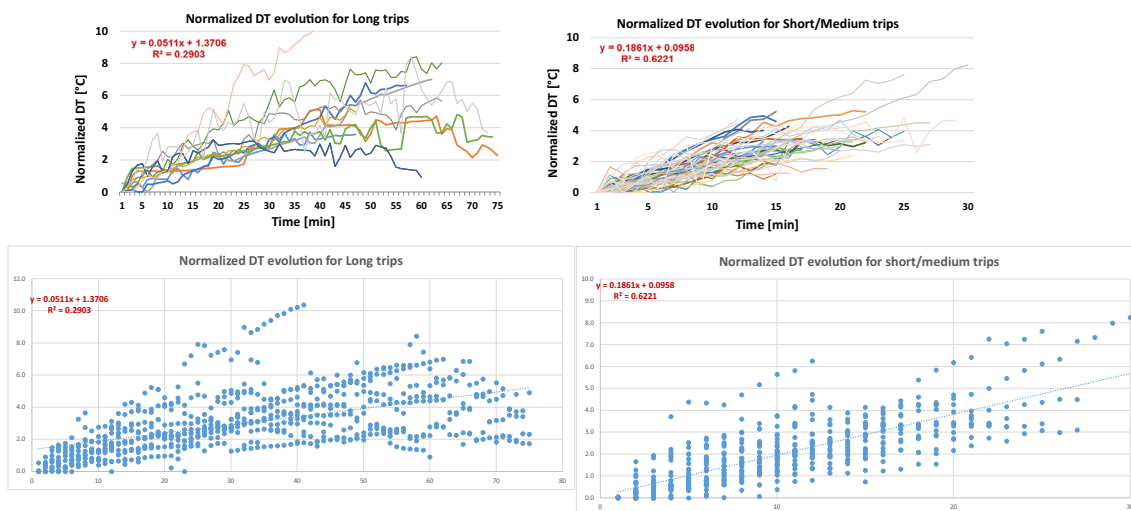 Normalized DT evolution for Long trips
y = 0.0511x + 1.3706
R² = 0.2903
Normalized DT [°C]
10
8
6
4
2
0
1 5 10 15 20 25 30 35 40 45 50 55 60 65 70 75
Time [min]
Normalized DT evolution for Short/Medium trips
y = 0.1861x + 0.0958
R² = 0.6221
Normalized DT [°C]
10
8
6
4
2
0
1 5 10 15 20 25 30
Time [min]
Normalized DT evolution for Long trips
12.0
y = 0.0511x + 1.3706
R² = 0.2903
10.0
8.0
6.0
4.0
2.0
0.0
0 10 20 30 40 50 60 70 80
Normalized DT evolution for short/medium trips
10.0
y = 0.1861x + 0.0958
R² = 0.6221
9.0
8.0
7.0
6.0
5.0
4.0
3.0
2.0
1.0
0.0
0 10 20 30